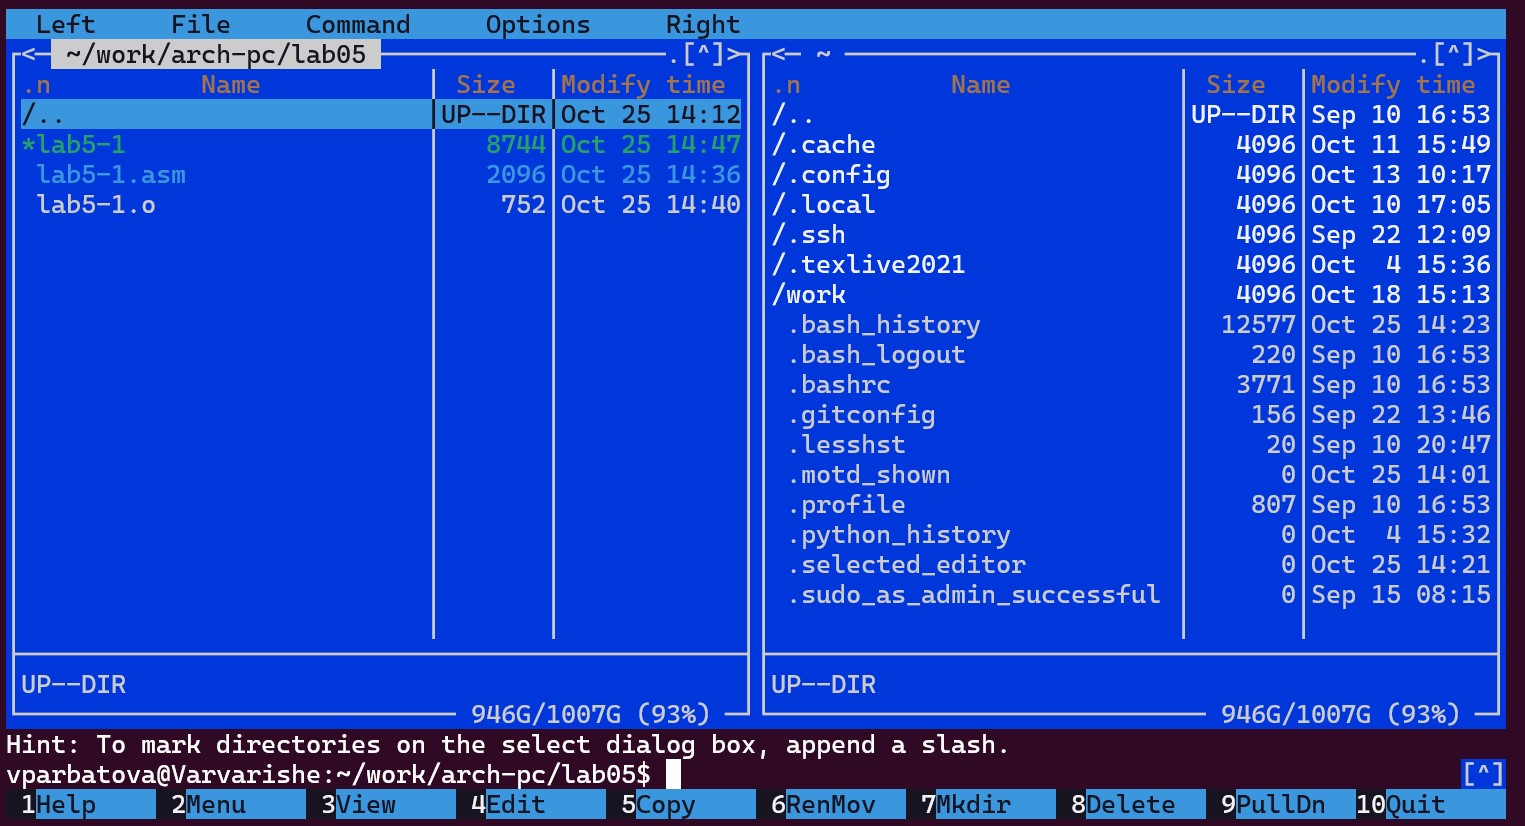 Left File Command Options Right
<─ ~/work/arch-pc/lab05 .[^]>
.n Name Size Modify time
/.. UP--DIR Oct 25 14:12
*lab5-1 8744 Oct 25 14:47
lab5-1.asm 2096 Oct 25 14:36
lab5-1.o 752 Oct 25 14:40
UP--DIR
946G/1007G (93%)
<─ ~ .[^]>
.n Name Size Modify time
/.. UP--DIR Sep 10 16:53
/.cache 4096 Oct 11 15:49
/.config 4096 Oct 13 10:17
/.local 4096 Oct 10 17:05
/.ssh 4096 Sep 22 12:09
/.texlive2021 4096 Oct 4 15:36
/work 4096 Oct 18 15:13
.bash_history 12577 Oct 25 14:23
.bash_logout 220 Sep 10 16:53
.bashrc 3771 Sep 10 16:53
.gitconfig 156 Sep 22 13:46
.lesshst 20 Sep 10 20:47
.motd_shown 0 Oct 25 14:01
.profile 807 Sep 10 16:53
.python_history 0 Oct 4 15:32
.selected_editor 0 Oct 25 14:21
.sudo_as_admin_successful 0 Sep 15 08:15
UP--DIR
946G/1007G (93%)
Hint: To mark directories on the select dialog box, append a slash.
vparbatova@Varvarishe:~/work/arch-pc/lab05$ [^]
1Help 2Menu 3View 4Edit 5Copy 6RenMov 7Mkdir 8Delete 9PullDn 10Quit